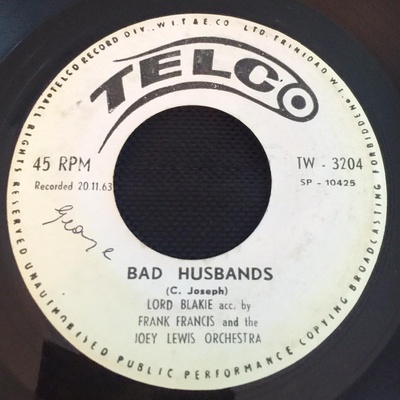 TELCO
TELCO RECORD DIV., W.I.T. & E. CO LTD., TRINIDAD W.I.
ALL RIGHTS RESERVED UNAUTHORISED PUBLIC PERFORMANCE COPYING BROADCASTING FORBIDDEN
45 RPM
TW - 3204
Recorded 20.11.63
SP - 10425
George
BAD HUSBANDS
(C. Joseph)
LORD BLAKIE acc. by
FRANK FRANCIS and the
JOEY LEWIS ORCHESTRA